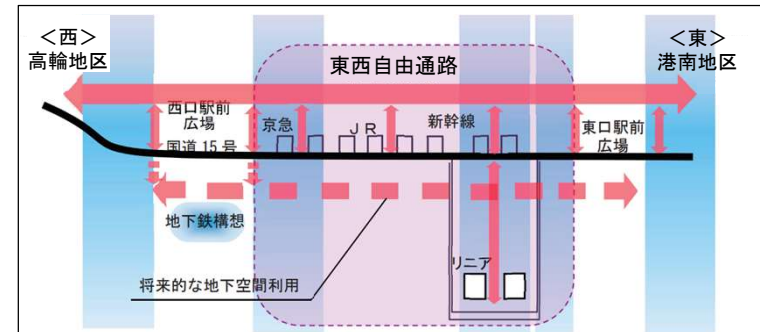 <西>
高輪地区
東西自由通路
<東>
港南地区
西口駅前
広場
国道15号
京急
JR
新幹線
東口駅前
広場
地下鉄構想
将来的な地下空間利用
リニア